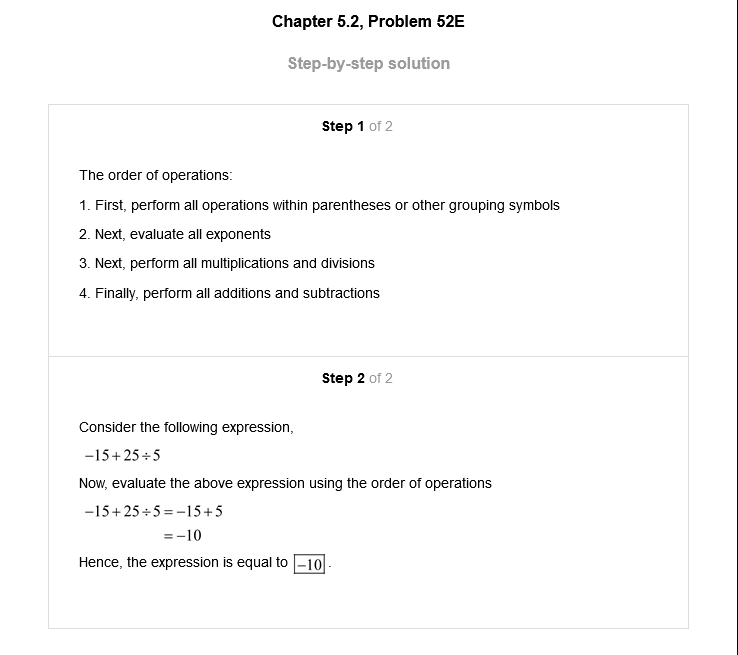 Chapter 5.2, Problem 52E
Step-by-step solution
Step 1 of 2
The order of operations:
1. First, perform all operations within parentheses or other grouping symbols
2. Next, evaluate all exponents
3. Next, perform all multiplications and divisions
4. Finally, perform all additions and subtractions
Step 2 of 2
Consider the following expression,
−15+25÷5
Now, evaluate the above expression using the order of operations
−15+25÷5=−15+5
=−10
Hence, the expression is equal to −10.